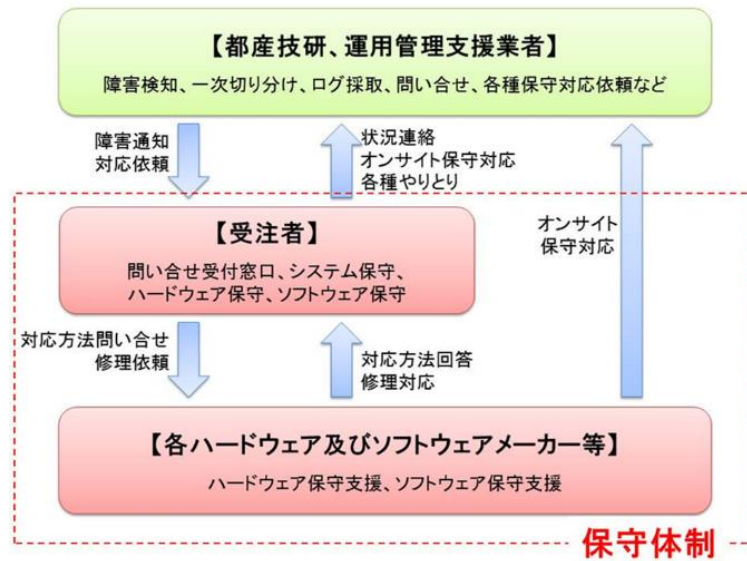 【都産技研、運用管理支援業者】
障害検知、一次切り分け、ログ採取、問い合せ、各種保守対応依頼など
障害通知
対応依頼
状況連絡
オンサイト保守対応
各種やりとり
オンサイト
保守対応
【受注者】
問い合せ受付窓口、システム保守、
ハードウェア保守、ソフトウェア保守
対応方法問い合せ
修理依頼
対応方法回答
修理対応
【各ハードウェア及びソフトウェアメーカー等】
ハードウェア保守支援、ソフトウェア保守支援
保守体制